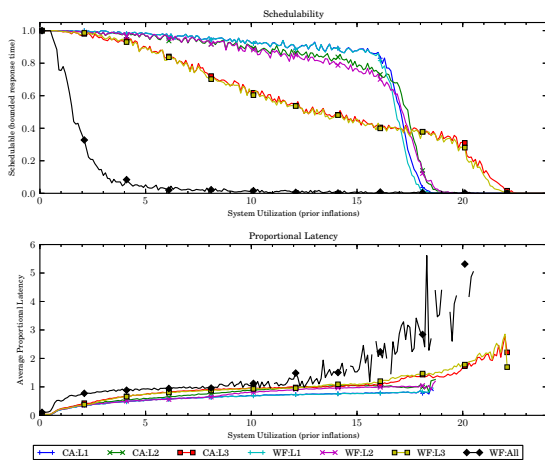 Schedulability
Schedulable (bounded response time)
1.0
0.8
0.6
0.4
0.2
0.0
0 5 10 15 20
System Utilization (prior inflations)
Proportional Latency
Average Proportional Latency
6
5
4
3
2
1
0
0 5 10 15 20
System Utilization (prior inflations)
CA:L1 CA:L2 CA:L3 WF:L1 WF:L2 WF:L3 WF:All